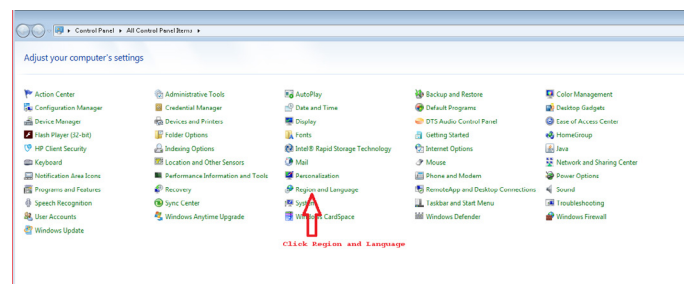 Control Panel ▸ All Control Panel Items ▸
Adjust your computer's settings
Action Center Administrative Tools AutoPlay Backup and Restore Color Management
Configuration Manager Credential Manager Date and Time Default Programs Desktop Gadgets
Device Manager Devices and Printers Display DTS Audio Control Panel Ease of Access Center
Flash Player (32-bit) Folder Options Fonts Getting Started HomeGroup
HP Client Security Indexing Options Intel® Rapid Storage Technology Internet Options Java
Keyboard Location and Other Sensors Mail Mouse Network and Sharing Center
Notification Area Icons Performance Information and Tools Personalization Phone and Modem Power Options
Programs and Features Recovery Region and Language RemoteApp and Desktop Connections Sound
Speech Recognition Sync Center System Taskbar and Start Menu Troubleshooting
User Accounts Windows Anytime Upgrade Windows CardSpace Windows Defender Windows Firewall
Windows Update
Click Region and Language